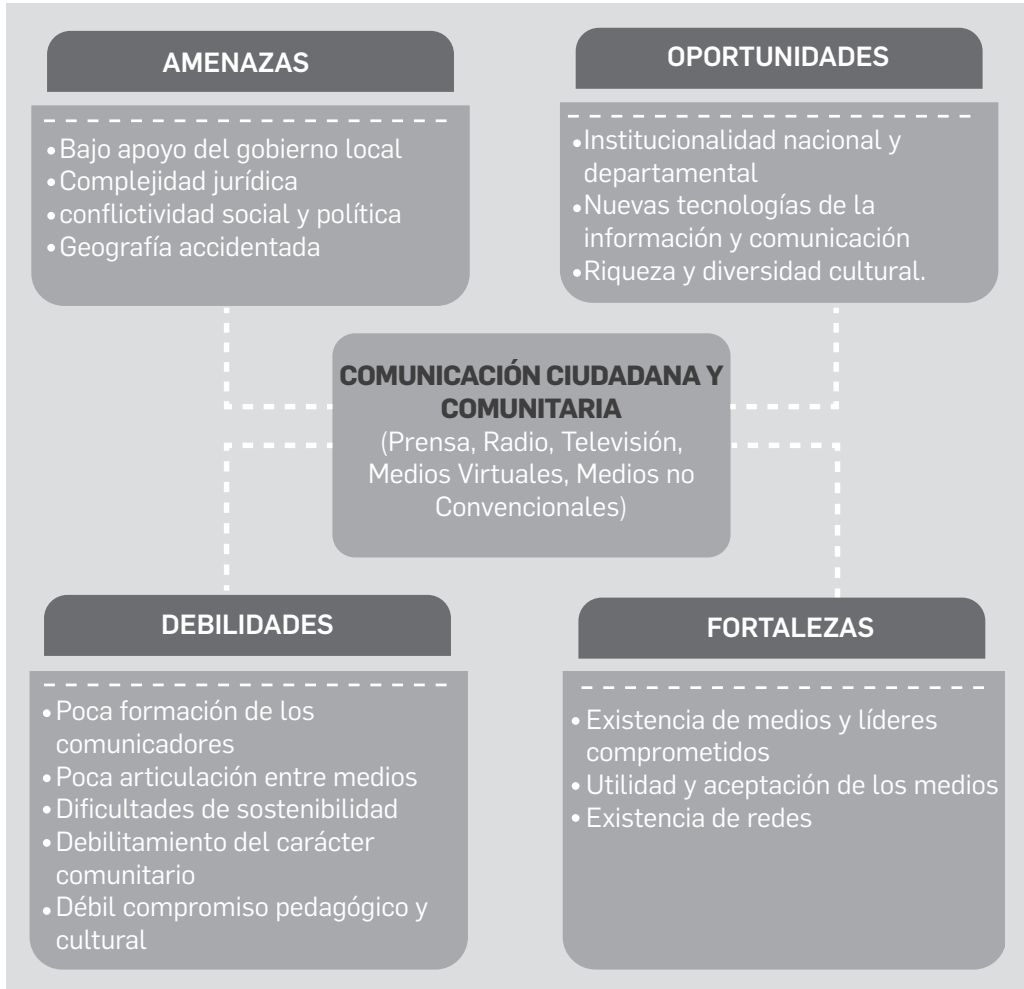 AMENAZAS
•Bajo apoyo del gobierno local
•Complejidad jurídica
•conflictividad social y política
•Geografía accidentada
OPORTUNIDADES
•Institucionalidad nacional y
departamental
•Nuevas tecnologías de la
información y comunicación
•Riqueza y diversidad cultural.
COMUNICACIÓN CIUDADANA Y
COMUNITARIA
(Prensa, Radio, Televisión,
Medios Virtuales, Medios no
Convencionales)
DEBILIDADES
•Poca formación de los
comunicadores
•Poca articulación entre medios
•Dificultades de sostenibilidad
•Debilitamiento del carácter
comunitario
•Débil compromiso pedagógico y
cultural
FORTALEZAS
•Existencia de medios y líderes
comprometidos
•Utilidad y aceptación de los medios
•Existencia de redes